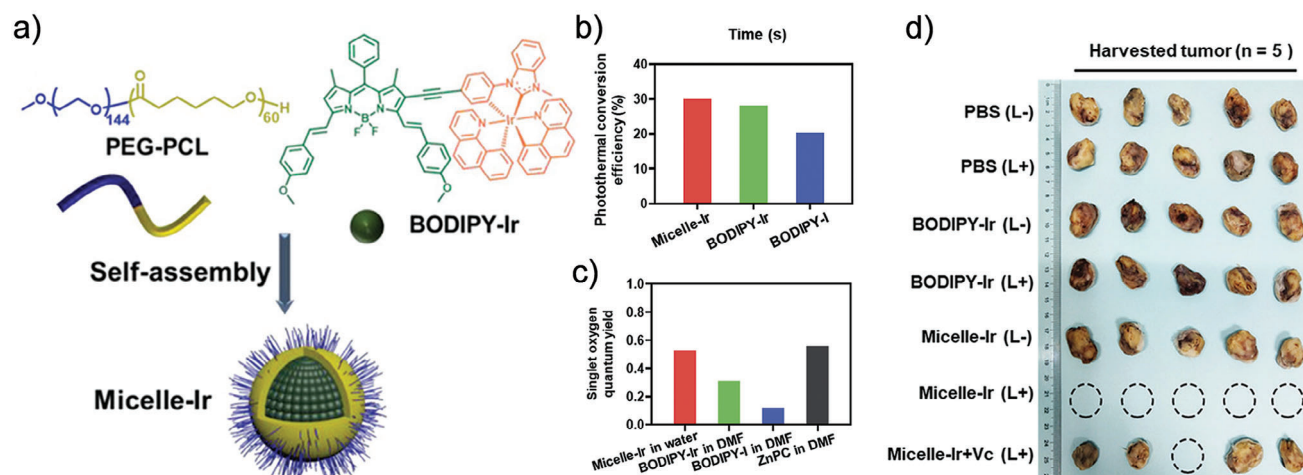 a)
O
O
O
O
H
144
60
PEG-PCL
N
N
B
F
F
O
O
N
N
N
Ir
N
BODIPY-Ir
Self-assembly
Micelle-Ir
b)
Time (s)
Photothermal conversion
efficiency (%)
40
30
20
10
0
Micelle-Ir
BODIPY-Ir
BODIPY-I
c)
Singlet oxygen
quantum yield
1.0
0.8
0.6
0.4
0.2
0.0
Micelle-Ir in water
BODIPY-Ir in DMF
BODIPY-I in DMF
ZnPC in DMF
d)
Harvested tumor (n = 5 )
PBS (L-)
PBS (L+)
BODIPY-Ir (L-)
BODIPY-Ir (L+)
Micelle-Ir (L-)
Micelle-Ir (L+)
Micelle-Ir+Vc (L+)